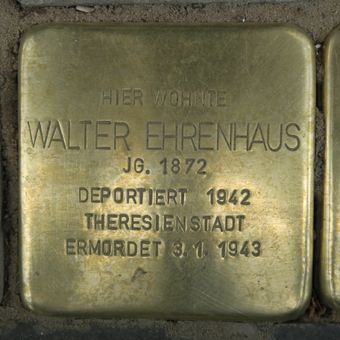 HIER WOHNTE
WALTER EHRENHAUS
JG. 1872
DEPORTIERT 1942
THERESIENSTADT
ERMORDET 3.1. 1943